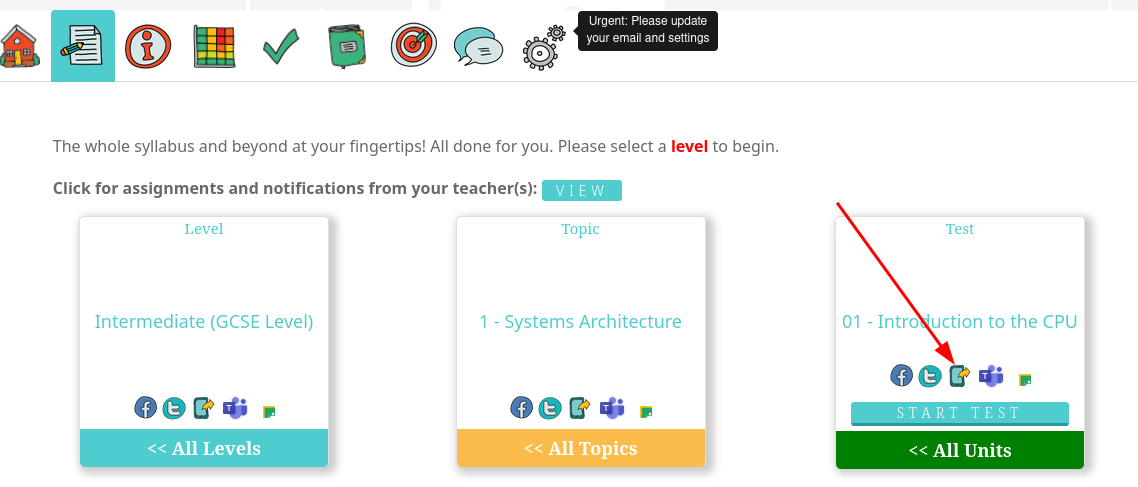 Urgent: Please update
your email and settings
The whole syllabus and beyond at your fingertips! All done for you. Please select a level to begin.
Click for assignments and notifications from your teacher(s): VIEW
Level
Intermediate (GCSE Level)
<< All Levels
Topic
1 - Systems Architecture
<< All Topics
Test
01 - Introduction to the CPU
START TEST
<< All Units